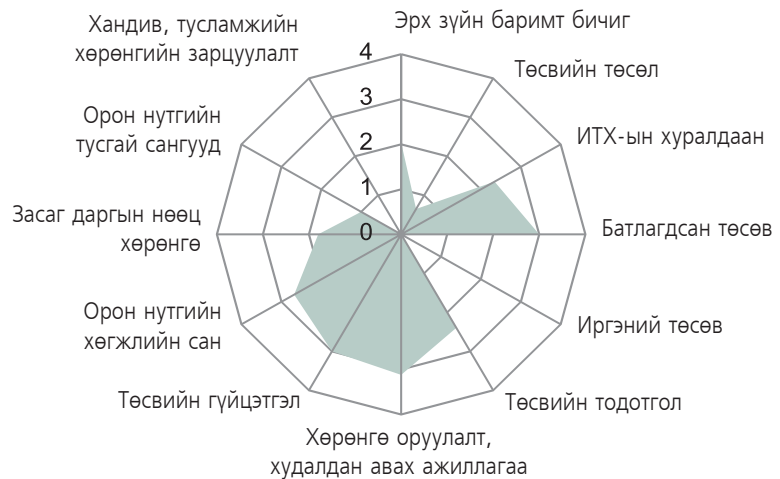 Эрх зүйн баримт бичиг
Төсвийн төсөл
ИТХ-ын хуралдаан
Батлагдсан төсөв
Иргэний төсөв
Төсвийн тодотгол
Хөрөнгө оруулалт,
худалдан авах ажиллагаа
Төсвийн гүйцэтгэл
Орон нутгийн
хөгжлийн сан
Засаг даргын нөөц
хөрөнгө
Орон нутгийн
тусгай сангууд
Хандив, тусламжийн
хөрөнгийн зарцуулалт
4
3
2
1
0